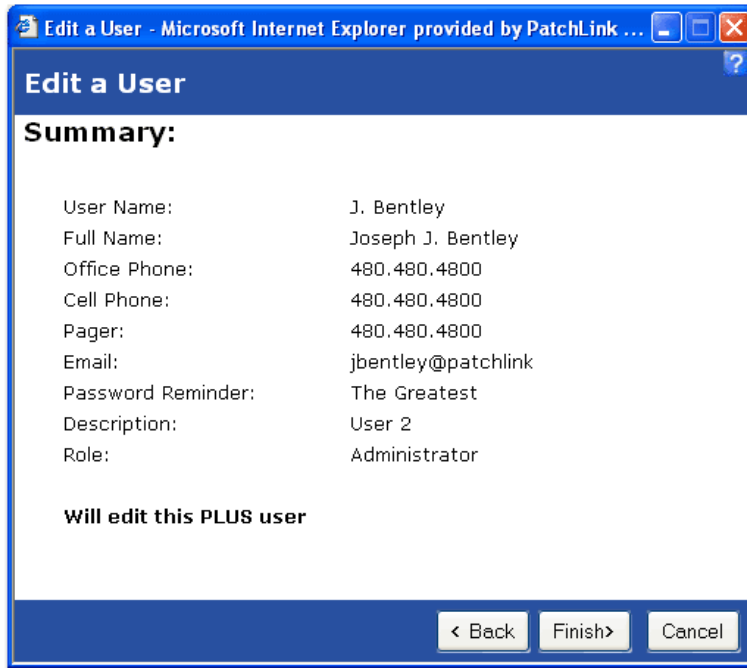 Edit a User - Microsoft Internet Explorer provided by PatchLink ...
?
Edit a User
Summary:
User Name: J. Bentley
Full Name: Joseph J. Bentley
Office Phone: 480.480.4800
Cell Phone: 480.480.4800
Pager: 480.480.4800
Email: jbentley@patchlink
Password Reminder: The Greatest
Description: User 2
Role: Administrator
Will edit this PLUS user
< Back Finish> Cancel